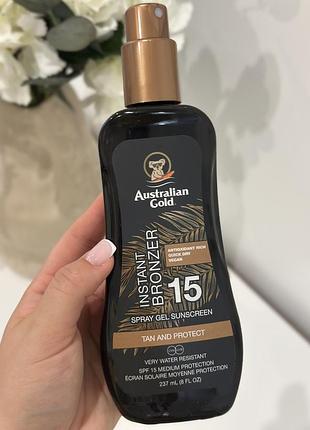 Australian
Gold
INSTANT
BRONZER
ANTIOXIDANT RICH
QUICK DRY
VEGAN
15
SPRAY GEL SUNSCREEN
TAN AND PROTECT
VERY WATER RESISTANT
SPF 15 MEDIUM PROTECTION
ÉCRAN SOLAIRE MOYENNE PROTECTION
237 mL (8 FL OZ)